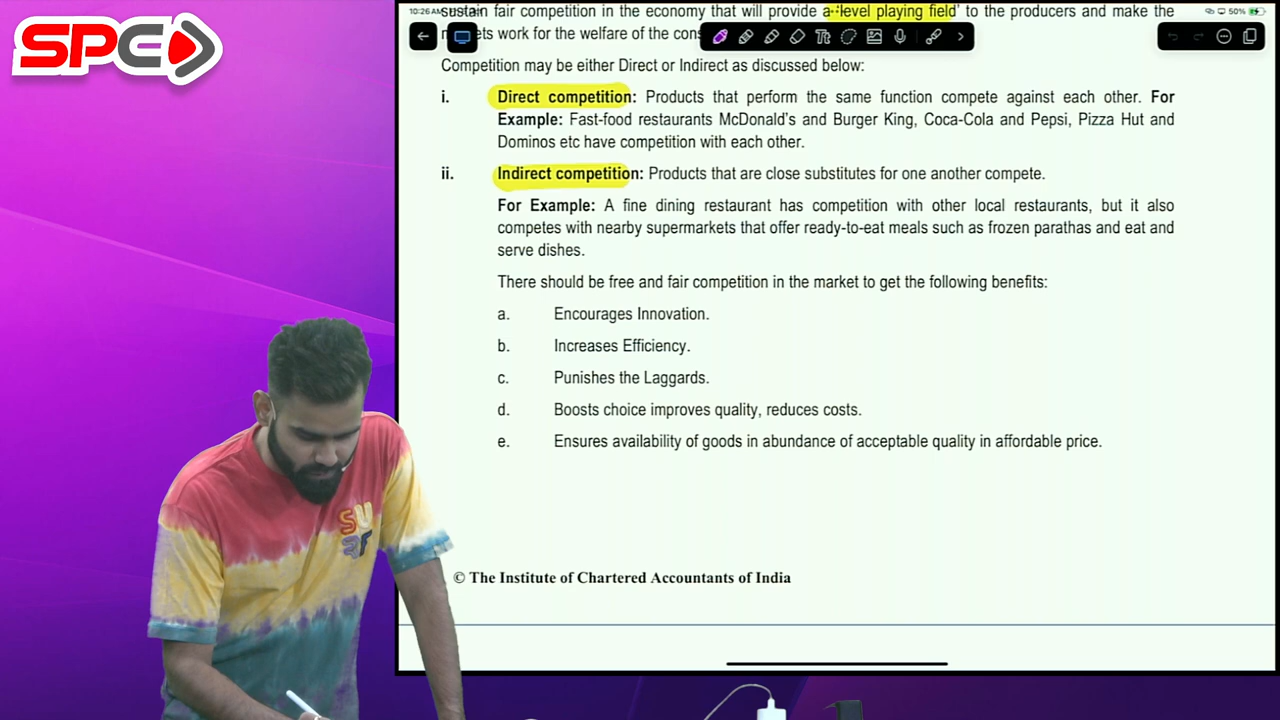 SPC
sustain fair competition in the economy that will provide a 'level playing field' to the producers and make the
10:26 AM
50%
ets work for the welfare of the
Competition may be either Direct or Indirect as discussed below:
i. Direct competition: Products that perform the same function compete against each other. For
Example: Fast-food restaurants McDonald's and Burger King, Coca-Cola and Pepsi, Pizza Hut and
Dominos etc have competition with each other.
ii. Indirect competition: Products that are close substitutes for one another compete.
For Example: A fine dining restaurant has competition with other local restaurants, but it also
competes with nearby supermarkets that offer ready-to-eat meals such as frozen parathas and eat and
serve dishes.
There should be free and fair competition in the market to get the following benefits:
a. Encourages Innovation.
b. Increases Efficiency.
c. Punishes the Laggards.
d. Boosts choice improves quality, reduces costs.
e. Ensures availability of goods in abundance of acceptable quality in affordable price.
SURF
© The Institute of Chartered Accountants of India